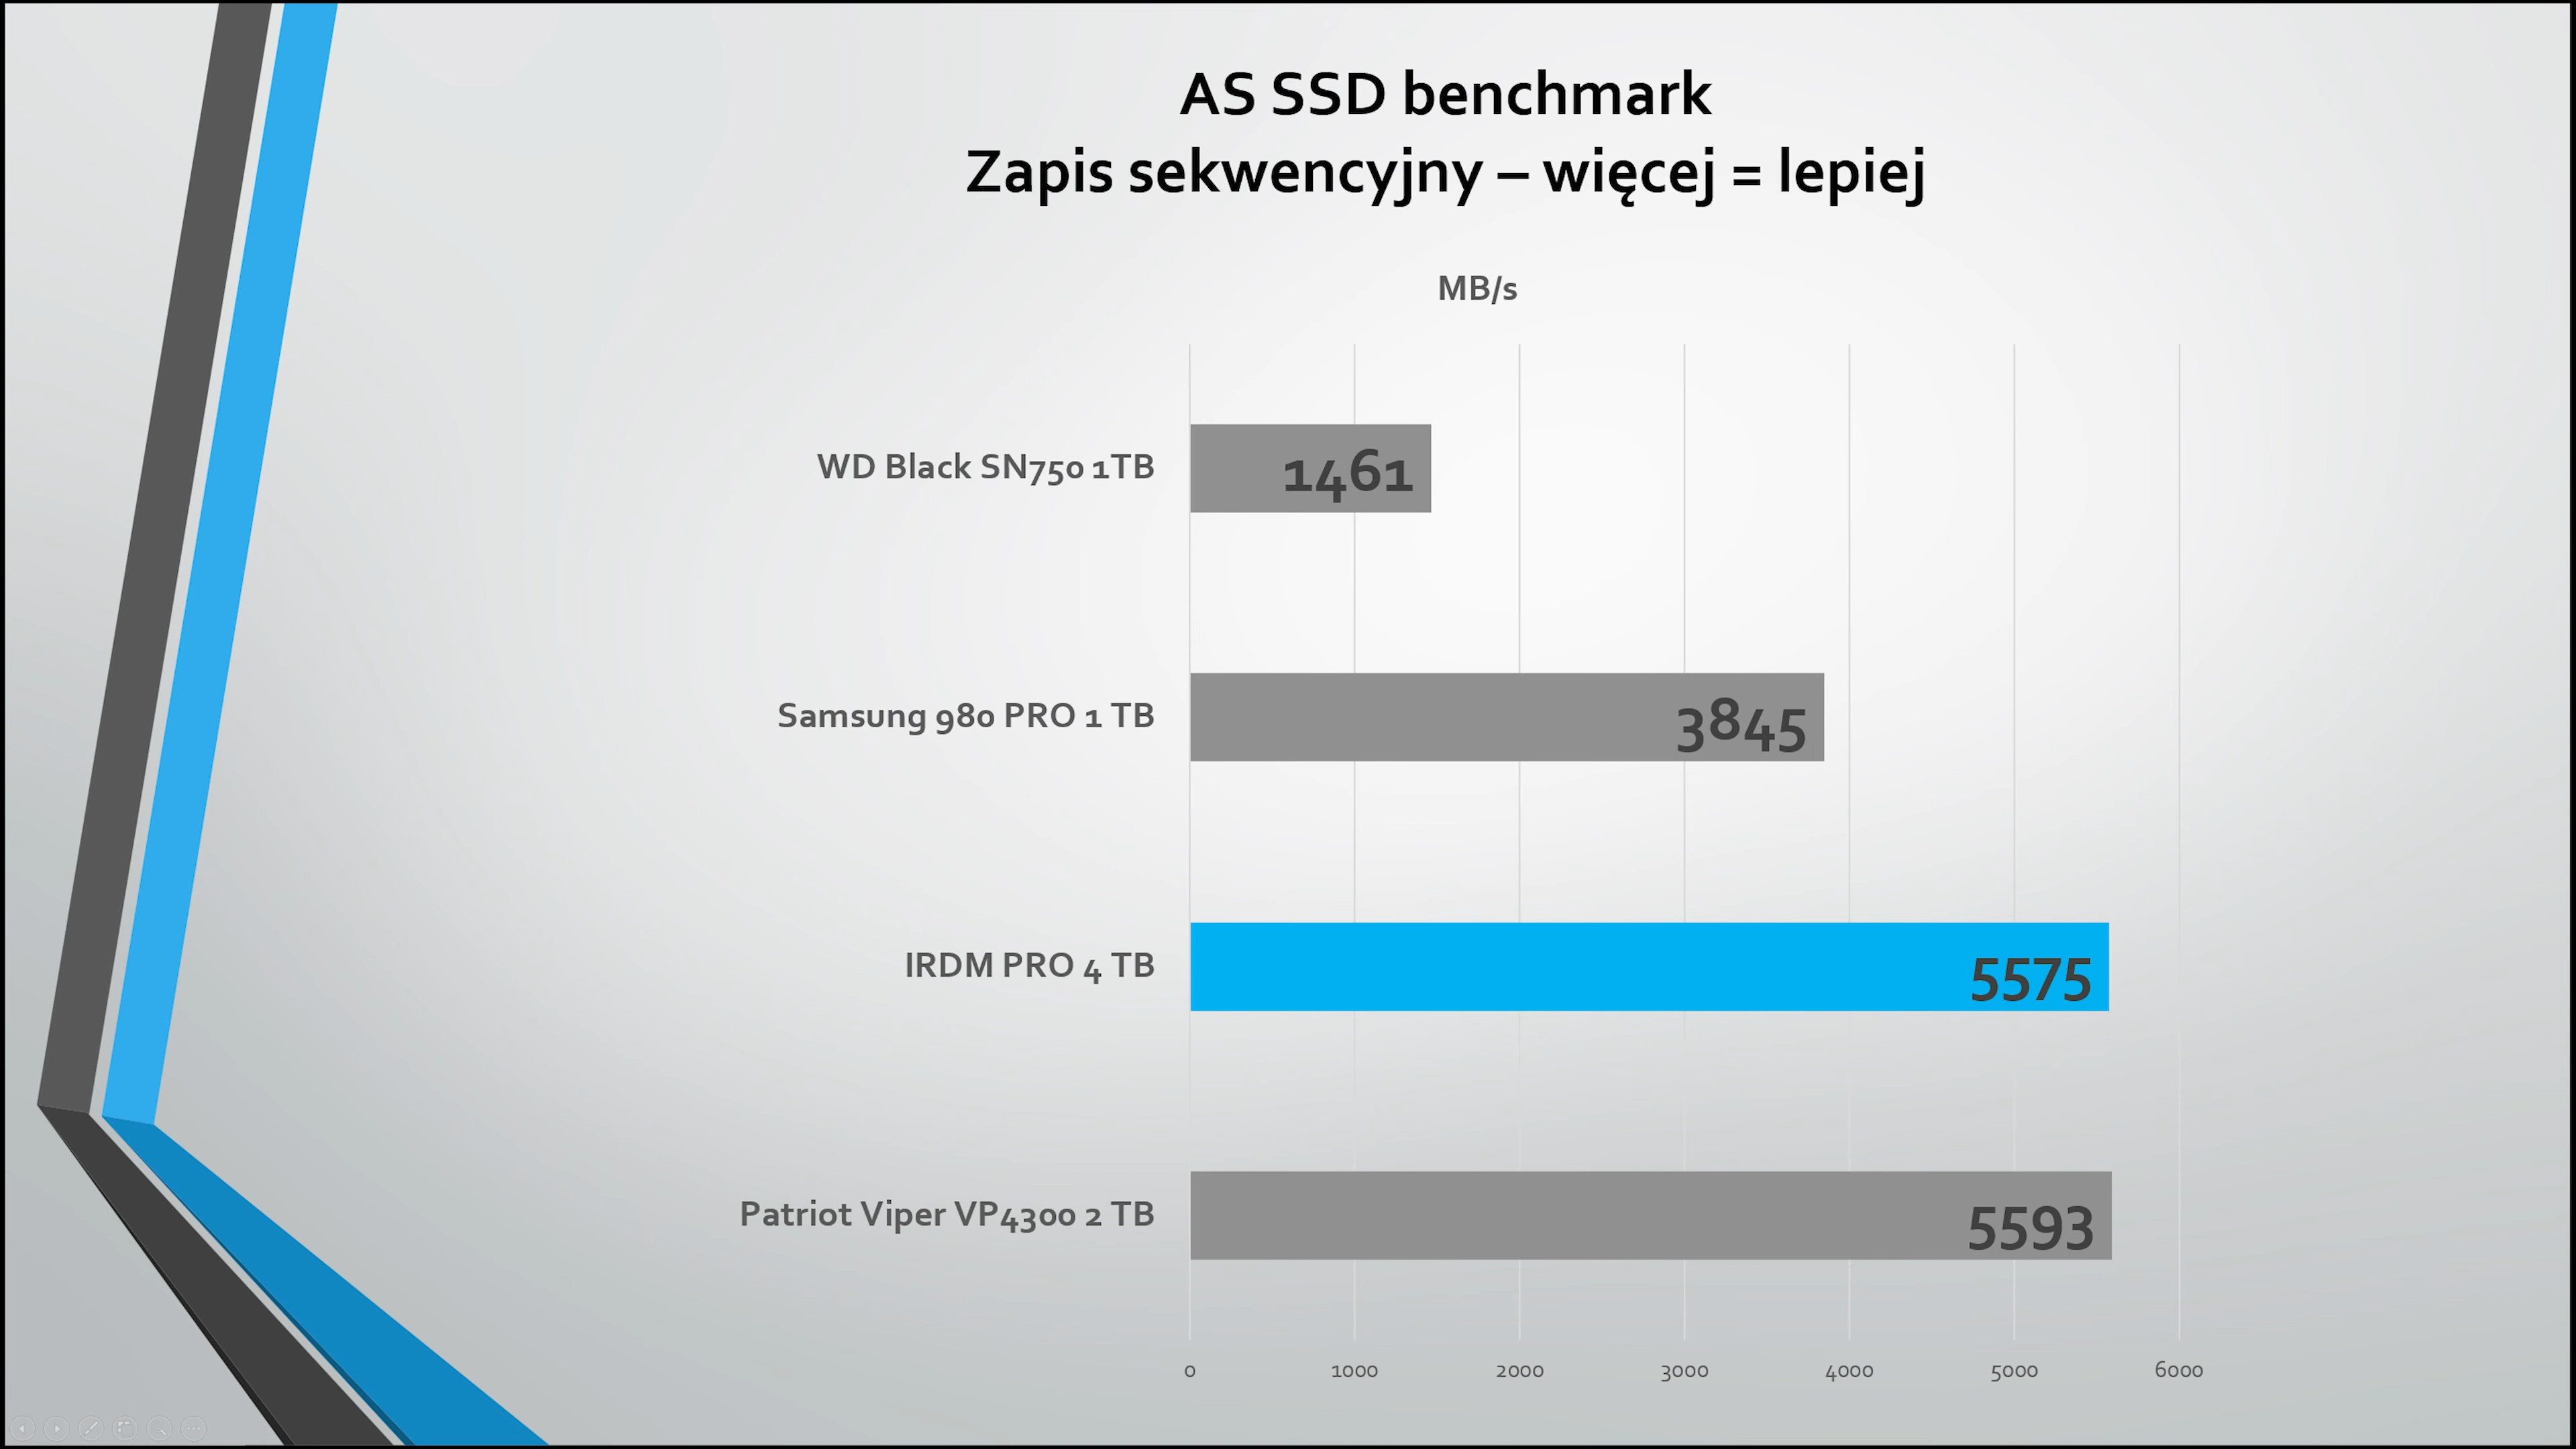 AS SSD benchmark
Zapis sekwencyjny – więcej = lepiej
MB/s
WD Black SN750 1TB
1461
Samsung 980 PRO 1 TB
3845
IRDM PRO 4 TB
5575
Patriot Viper VP4300 2 TB
5593
0 1000 2000 3000 4000 5000 6000